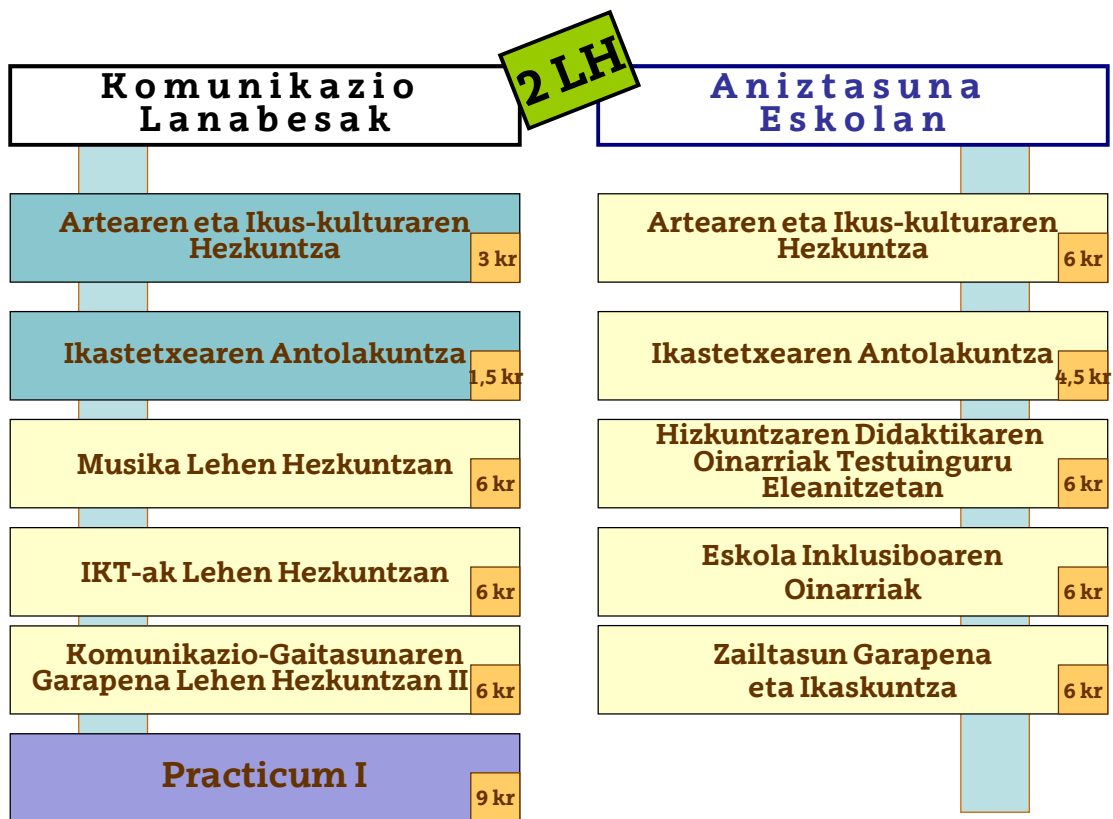 2 LH
Komunikazio
Lanabesak
Artearen eta Ikus-kulturaren
Hezkuntza
3 kr
Ikastetxearen Antolakuntza
1,5 kr
Musika Lehen Hezkuntzan
6 kr
IKT-ak Lehen Hezkuntzan
6 kr
Komunikazio-Gaitasunaren
Garapena Lehen Hezkuntzan II
6 kr
Practicum I
9 kr
Aniztasuna
Eskolan
Artearen eta Ikus-kulturaren
Hezkuntza
6 kr
Ikastetxearen Antolakuntza
4,5 kr
Hizkuntzaren Didaktikaren
Oinarriak Testuinguru
Eleanitzetan
6 kr
Eskola Inklusiboaren
Oinarriak
6 kr
Zailtasun Garapena
eta Ikaskuntza
6 kr